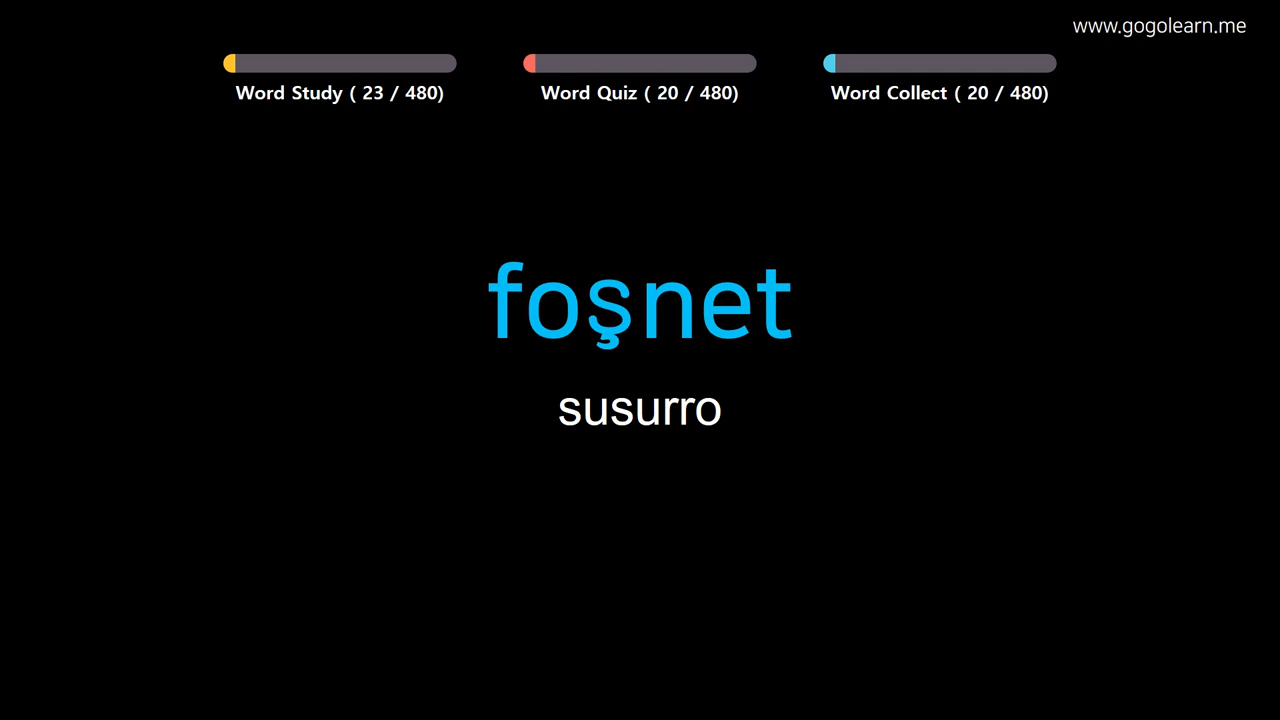 www.gogolearn.me
Word Study ( 23 / 480)
Word Quiz ( 20 / 480)
Word Collect ( 20 / 480)
foşnet
susurro